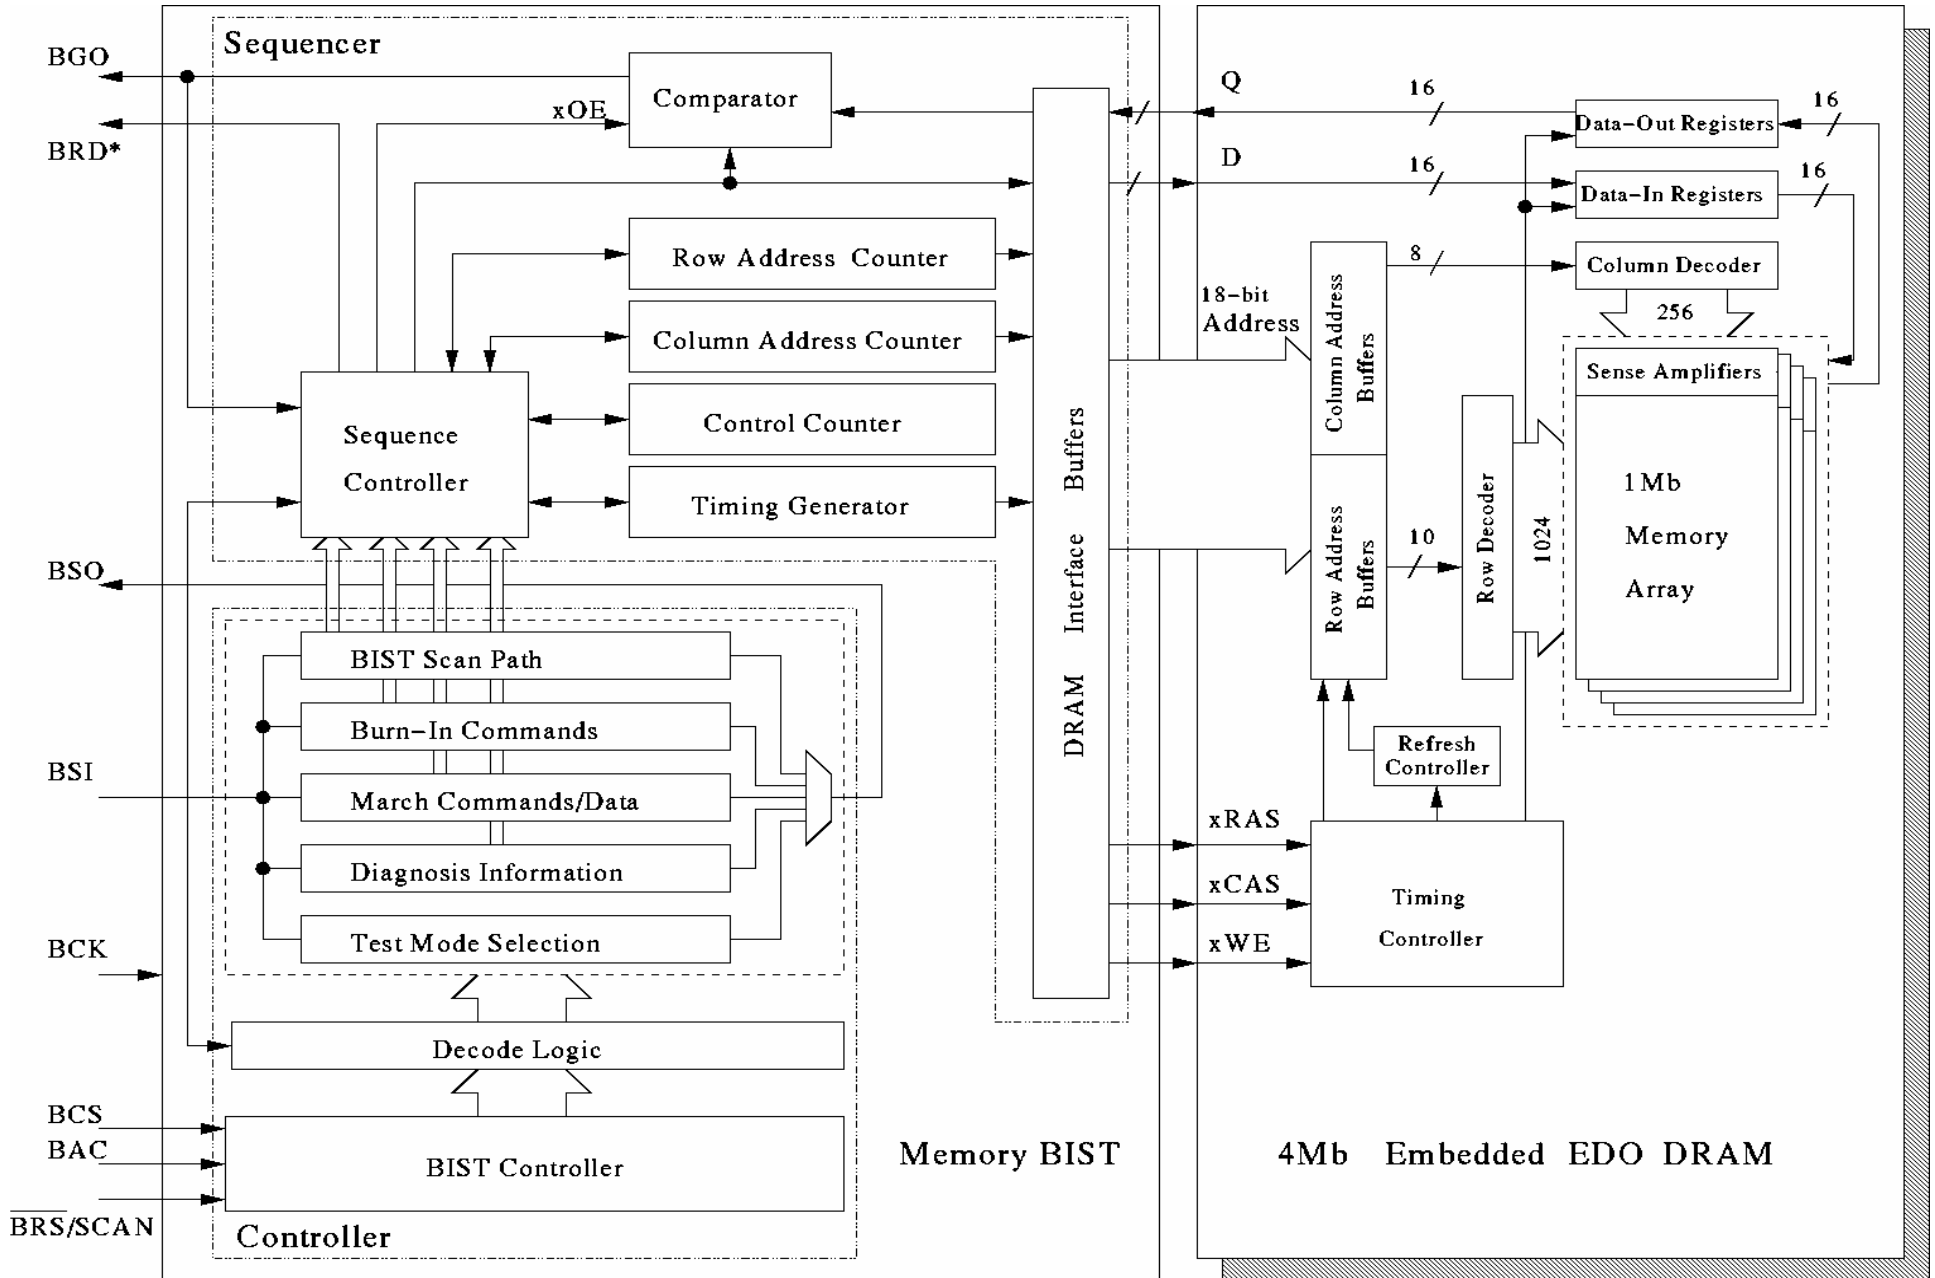 BGO
BRD*
BSO
BSI
BCK
BCS
BAC
BRS/SCAN
Sequencer
Comparator
xOE
Row Address Counter
Column Address Counter
Control Counter
Timing Generator
Sequence
Controller
DRAM Interface Buffers
BIST Scan Path
Burn-In Commands
March Commands/Data
Diagnosis Information
Test Mode Selection
Decode Logic
BIST Controller
Controller
Memory BIST
Q
16
D
16
18-bit
Address
Column Address
Buffers
Row Address
Buffers
8
10
Row Decoder
1024
Data-Out Registers
16
Data-In Registers
16
Column Decoder
256
Sense Amplifiers
1Mb
Memory
Array
Refresh
Controller
xRAS
xCAS
xWE
Timing
Controller
4Mb Embedded EDO DRAM